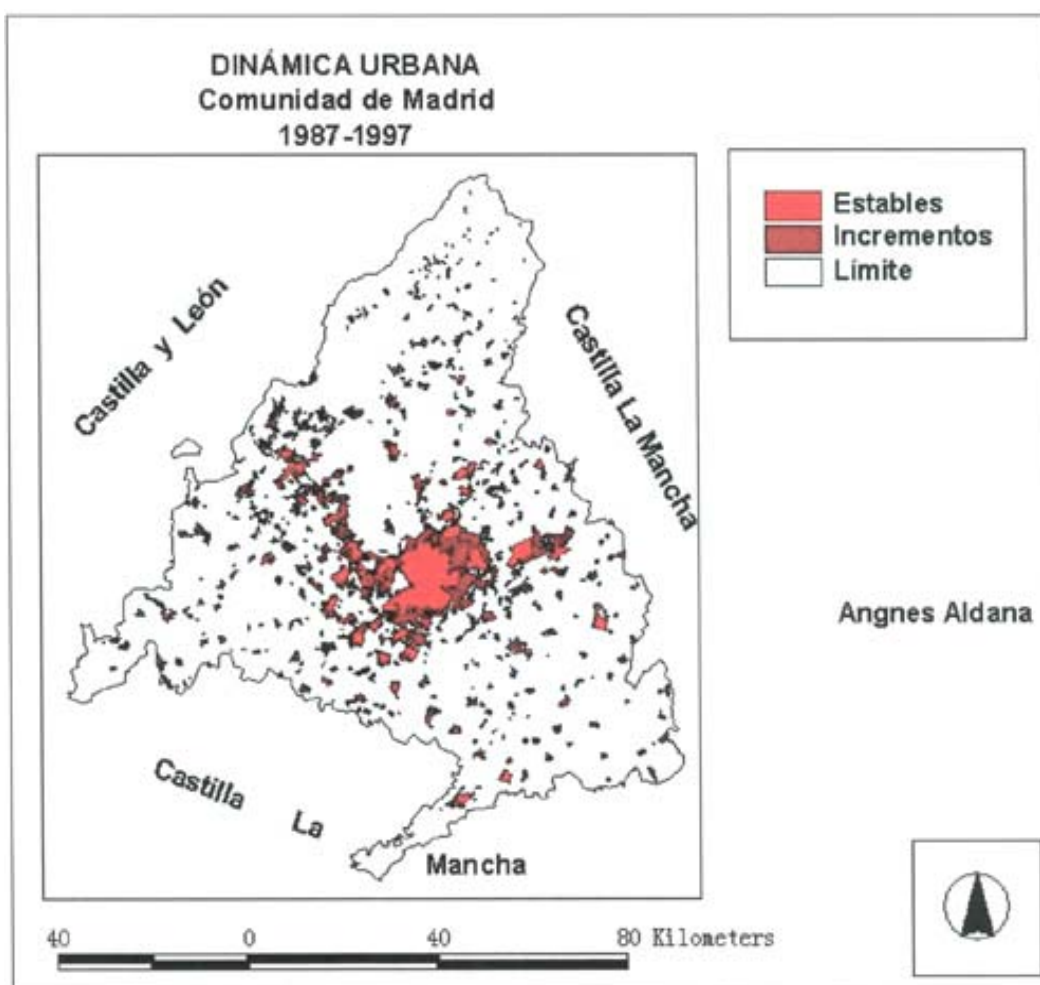 DINÁMICA URBANA
Comunidad de Madrid
1987-1997
Estables
Incrementos
Límite
Castilla y León
Castilla La Mancha
Angnes Aldana
Castilla La
Mancha
40 0 40 80 Kilometers